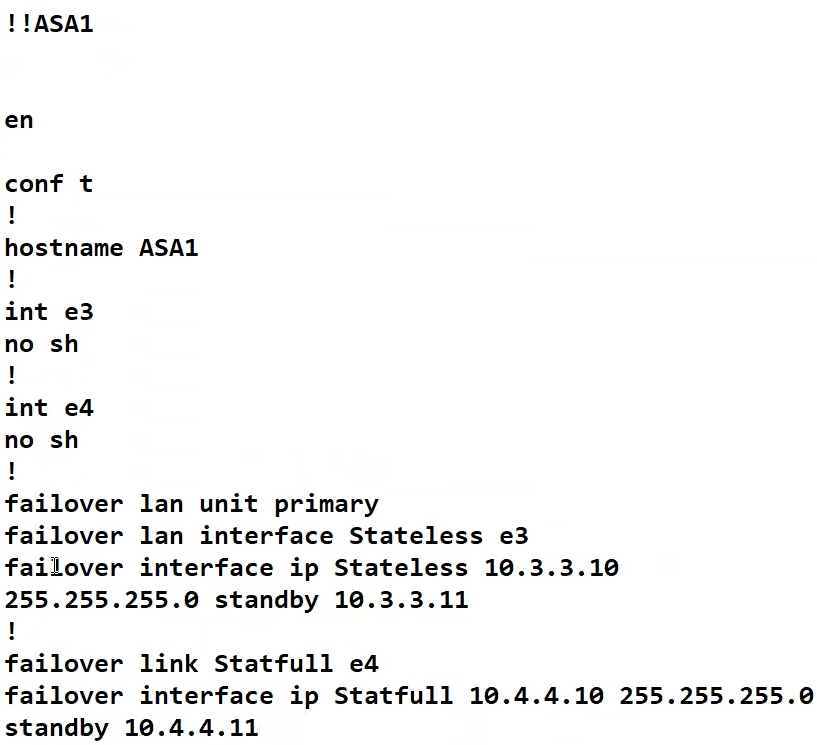 !!ASA1
en
conf t
!
hostname ASA1
!
int e3
no sh
!
int e4
no sh
!
failover lan unit primary
failover lan interface Stateless e3
failover interface ip Stateless 10.3.3.10
255.255.255.0 standby 10.3.3.11
!
failover link Statfull e4
failover interface ip Statfull 10.4.4.10 255.255.255.0
standby 10.4.4.11